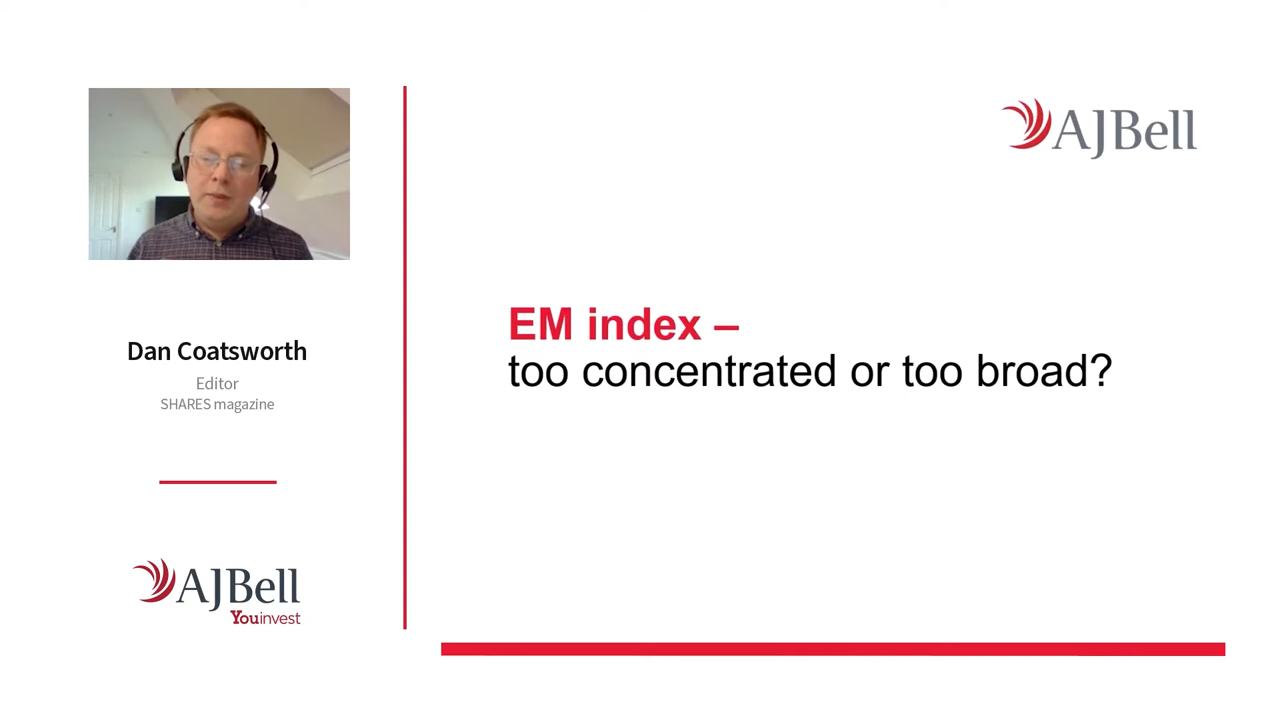 Dan Coatsworth
Editor
SHARES magazine
AJBell
Youinvest
AJBell
EM index –
too concentrated or too broad?